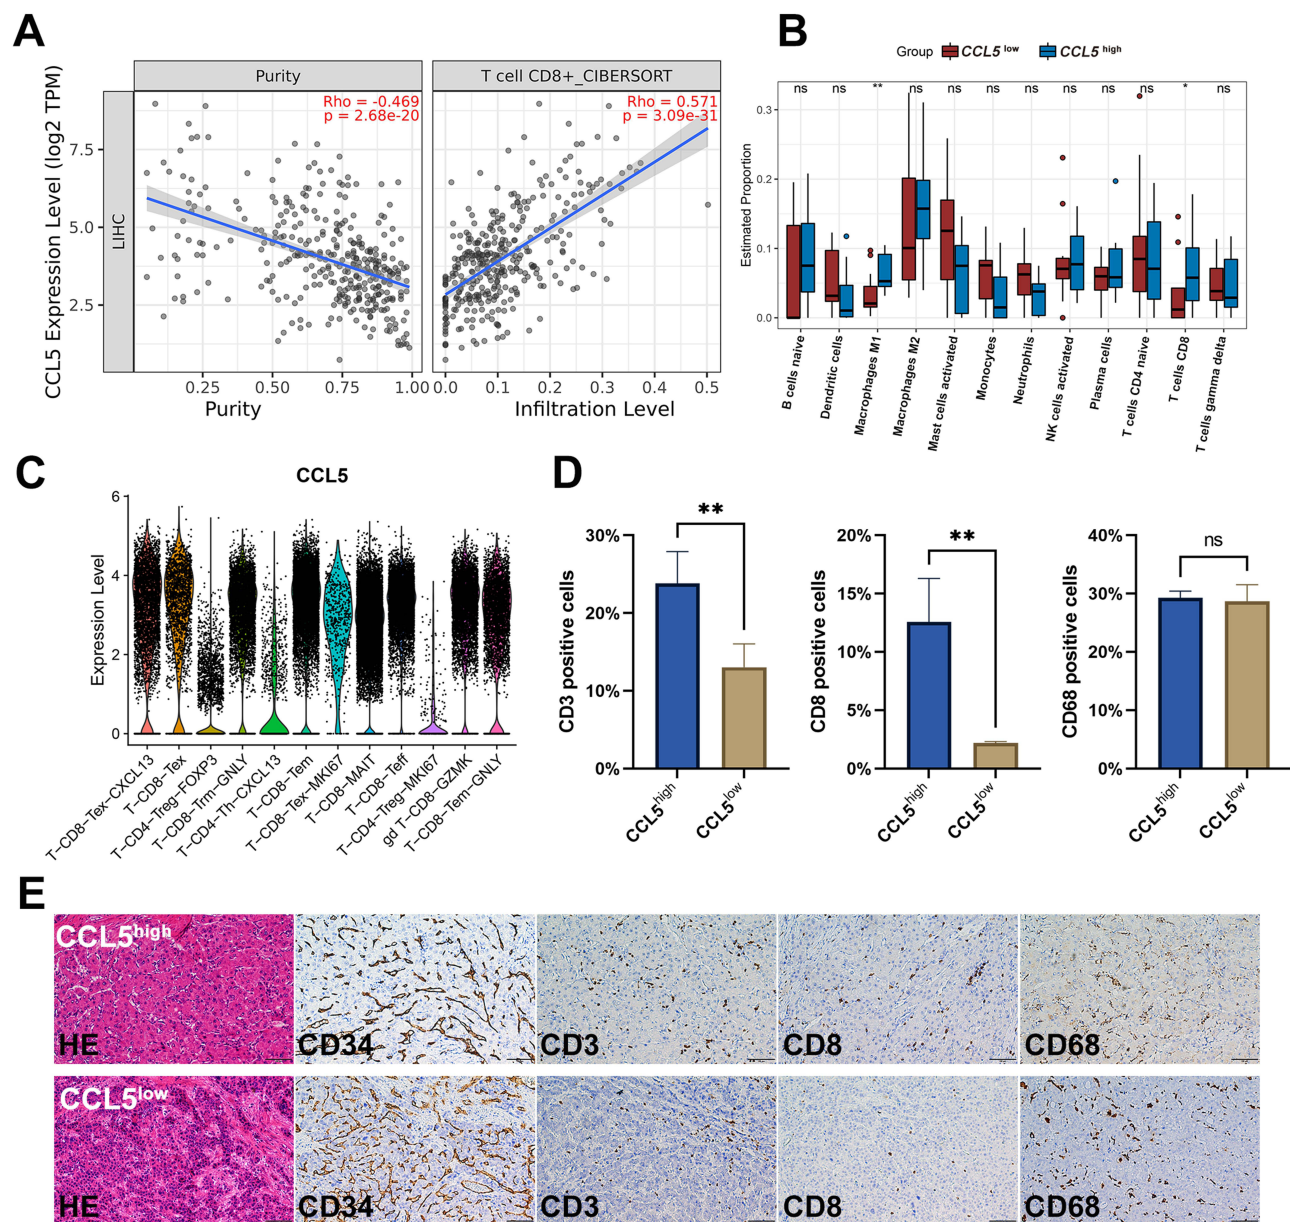 A
Purity
T cell CD8+_CIBERSORT
Rho = -0.469
p = 2.68e-20
Rho = 0.571
p = 3.09e-31
CCL5 Expression Level (log2 TPM)
LIHC
7.5
5.0
2.5
0.25
0.50
0.75
1.00
0.0
0.1
0.2
0.3
0.4
0.5
Purity
Infiltration Level
B
Group CCL5 low CCL5 high
ns ns ** ns ns ns ns ns ns ns * ns
Estimated Proportion
0.3
0.2
0.1
0.0
B cells naive
Dendritic cells
Macrophages M1
Macrophages M2
Mast cells activated
Monocytes
Neutrophils
NK cells activated
Plasma cells
T cells CD4 naive
T cells CD8
T cells gamma delta
C
CCL5
Expression Level
6
4
2
0
T-CD8-Tex-CXCL13
T-CD8-Tex
T-CD4-Treg-FOXP3
T-CD8-Trm-GNLY
T-CD4-Th-CXCL13
T-CD8-Tem
T-CD8-Tex-MKI67
T-CD8-MAIT
T-CD8-Teff
T-CD4-Treg-MKI67
gd T-CD8-GZMK
T-CD8-Tem-GNLY
D
CD3 positive cells
30%
20%
10%
0%
**
CCL5high
CCL5low
CD8 positive cells
20%
15%
10%
5%
0%
**
CCL5high
CCL5low
CD68 positive cells
40%
30%
20%
10%
0%
ns
CCL5high
CCL5low
E
CCL5high
HE
CD34
CD3
CD8
CD68
CCL5low
HE
CD34
CD3
CD8
CD68